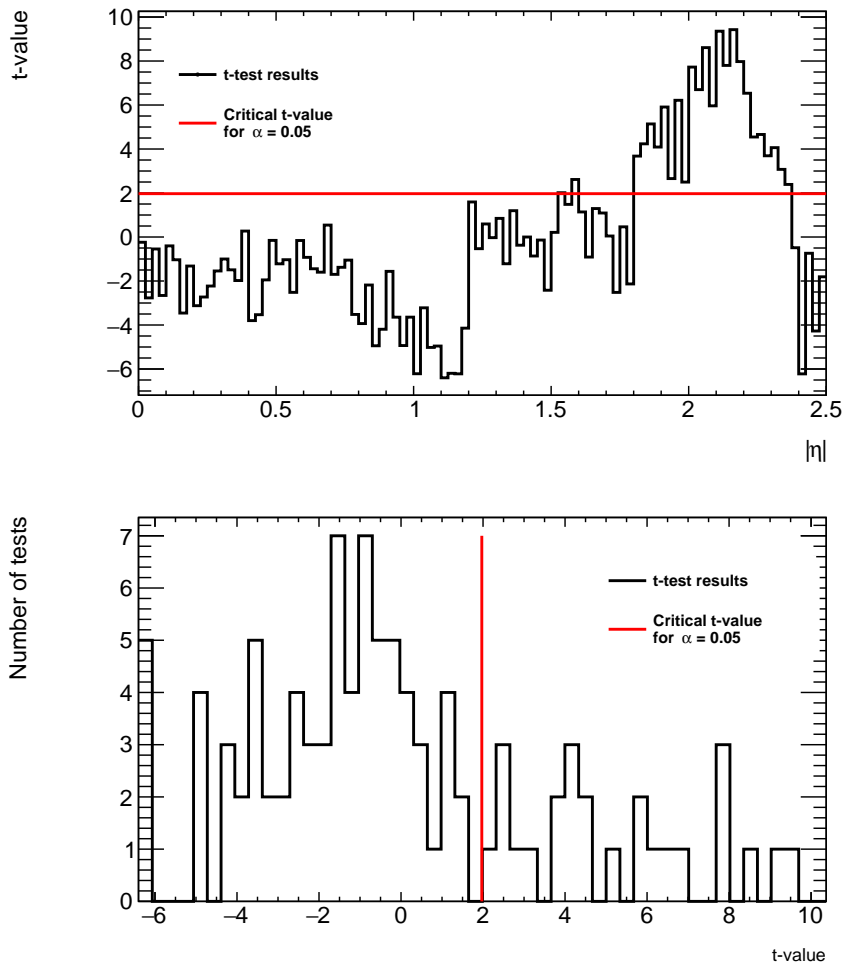 t-value
10
8
6
4
2
0
−2
−4
−6
t-test results
Critical t-value
for α = 0.05
0 0.5 1 1.5 2 2.5
|η|
Number of tests
7
6
5
4
3
2
1
0
t-test results
Critical t-value
for α = 0.05
−6 −4 −2 0 2 4 6 8 10
t-value